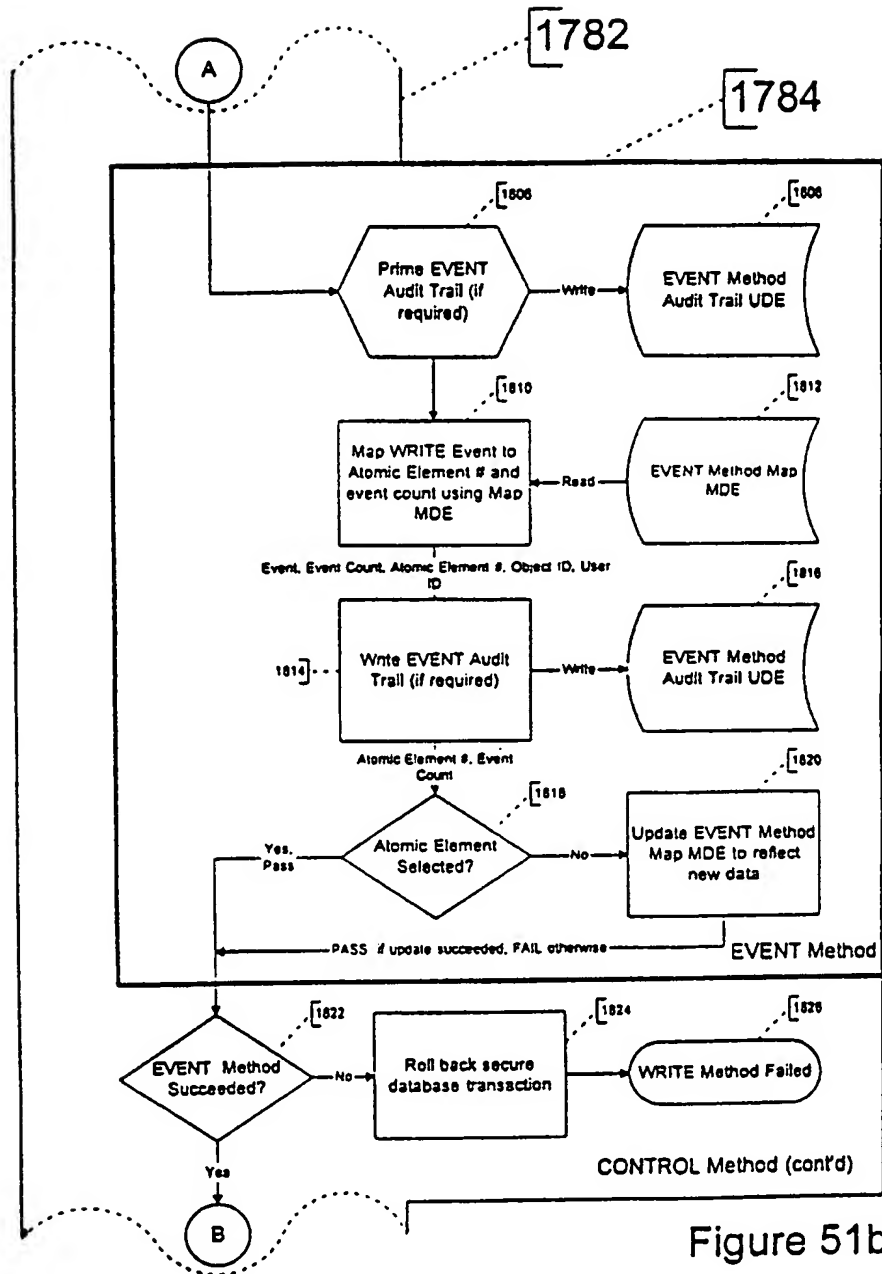 1782
A
1784
1806
1808
Prime EVENT
Audit Trail (if
required)
Write
EVENT Method
Audit Trail UDE
1810
1812
Map WRITE Event to
Atomic Element # and
event count using Map
MDE
Read
EVENT Method Map
MDE
Event, Event Count, Atomic Element #, Object ID, User
ID
1816
1814
Write EVENT Audit
Trail (if required)
Write
EVENT Method
Audit Trail UDE
Atomic Element #, Event
Count
1818
1820
Yes,
Pass
Atomic Element
Selected?
No
Update EVENT Method
Map MDE to reflect
new data
PASS if update succeeded, FAIL otherwise
EVENT Method
1822
1824
1826
EVENT Method
Succeeded?
No
Roll back secure
database transaction
WRITE Method Failed
Yes
CONTROL Method (cont'd)
B
Figure 51b